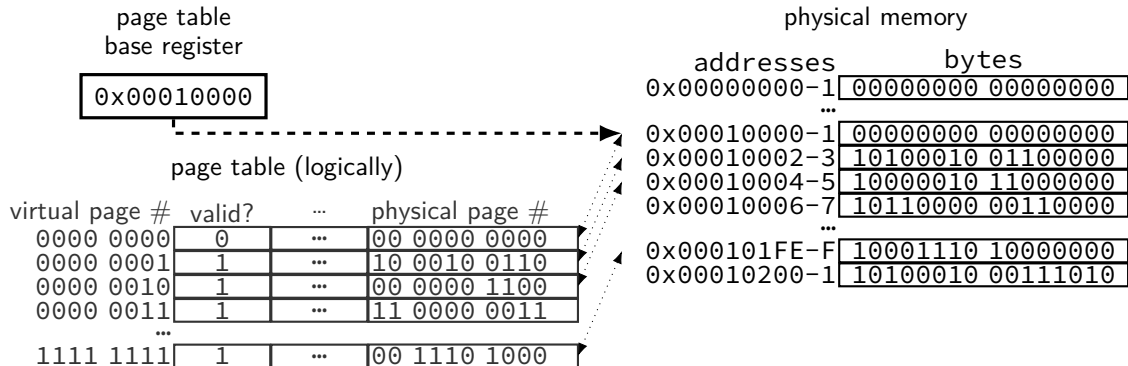 page table
base register
0x00010000
page table (logically)
virtual page # valid? ... physical page #
0000 0000 0 ... 00 0000 0000
0000 0001 1 ... 10 0010 0110
0000 0010 1 ... 00 0000 1100
0000 0011 1 ... 11 0000 0011
...
1111 1111 1 ... 00 1110 1000
physical memory
addresses bytes
0x00000000-1 00000000 00000000
...
0x00010000-1 00000000 00000000
0x00010002-3 10100010 01100000
0x00010004-5 10000010 11000000
0x00010006-7 10110000 00110000
...
0x000101FE-F 10001110 10000000
0x00010200-1 10100010 00111010